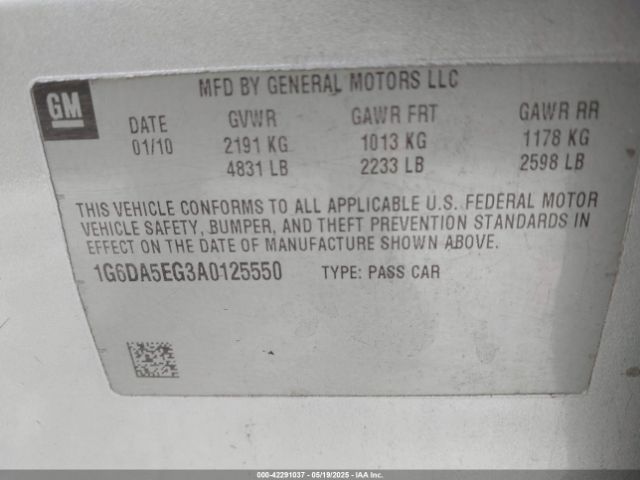 GM
MFD BY GENERAL MOTORS LLC
DATE GVWR GAWR FRT GAWR RR
01/10 2191 KG 1013 KG 1178 KG
4831 LB 2233 LB 2598 LB
THIS VEHICLE CONFORMS TO ALL APPLICABLE U.S. FEDERAL MOTOR
VEHICLE SAFETY, BUMPER, AND THEFT PREVENTION STANDARDS IN
EFFECT ON THE DATE OF MANUFACTURE SHOWN ABOVE.
1G6DA5EG3A0125550 TYPE: PASS CAR
000-42291037 - 05/19/2025 - IAA Inc.